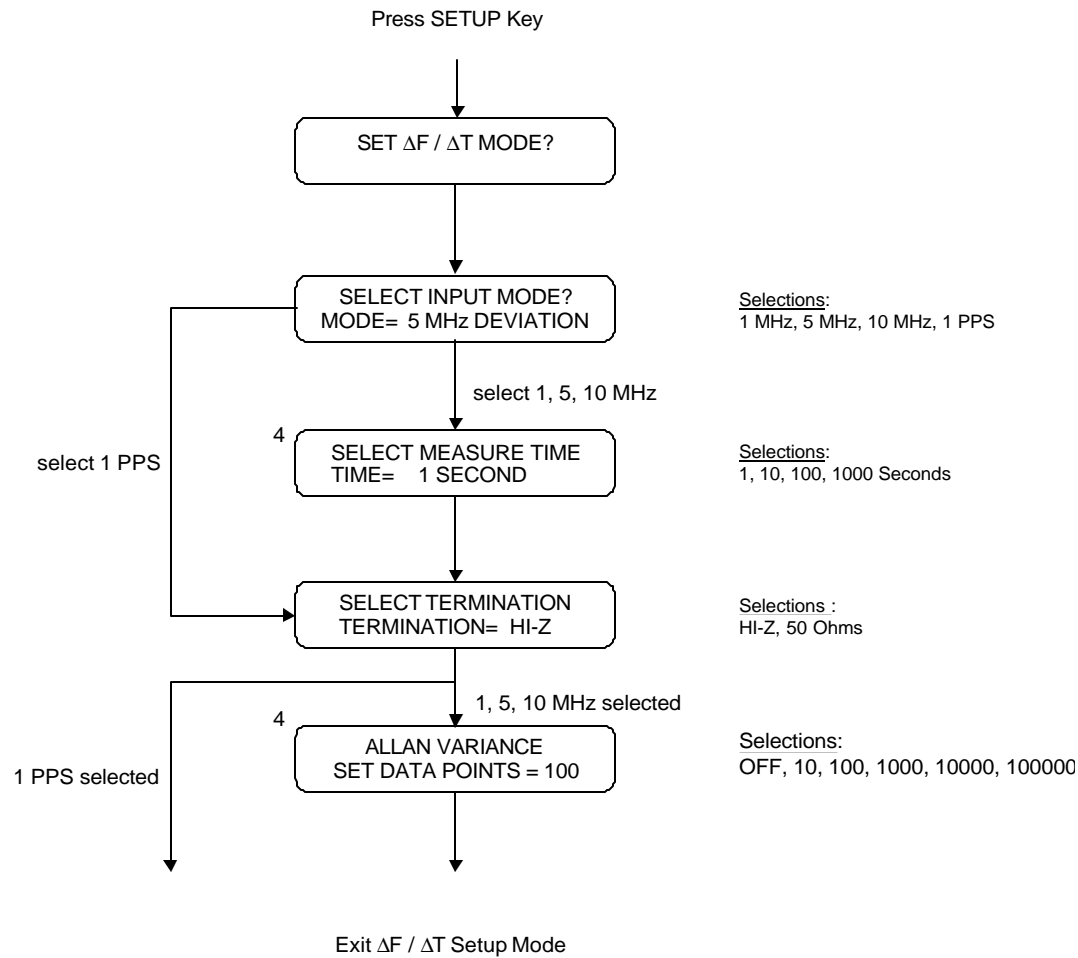 Press SETUP Key
SET ΔF / ΔT MODE?
SELECT INPUT MODE?
MODE= 5 MHz DEVIATION
Selections:
1 MHz, 5 MHz, 10 MHz, 1 PPS
select 1, 5, 10 MHz
4
SELECT MEASURE TIME
TIME= 1 SECOND
Selections:
1, 10, 100, 1000 Seconds
select 1 PPS
SELECT TERMINATION
TERMINATION= HI-Z
Selections :
HI-Z, 50 Ohms
1, 5, 10 MHz selected
4
ALLAN VARIANCE
SET DATA POINTS = 100
Selections:
OFF, 10, 100, 1000, 10000, 100000
1 PPS selected
Exit ΔF / ΔT Setup Mode